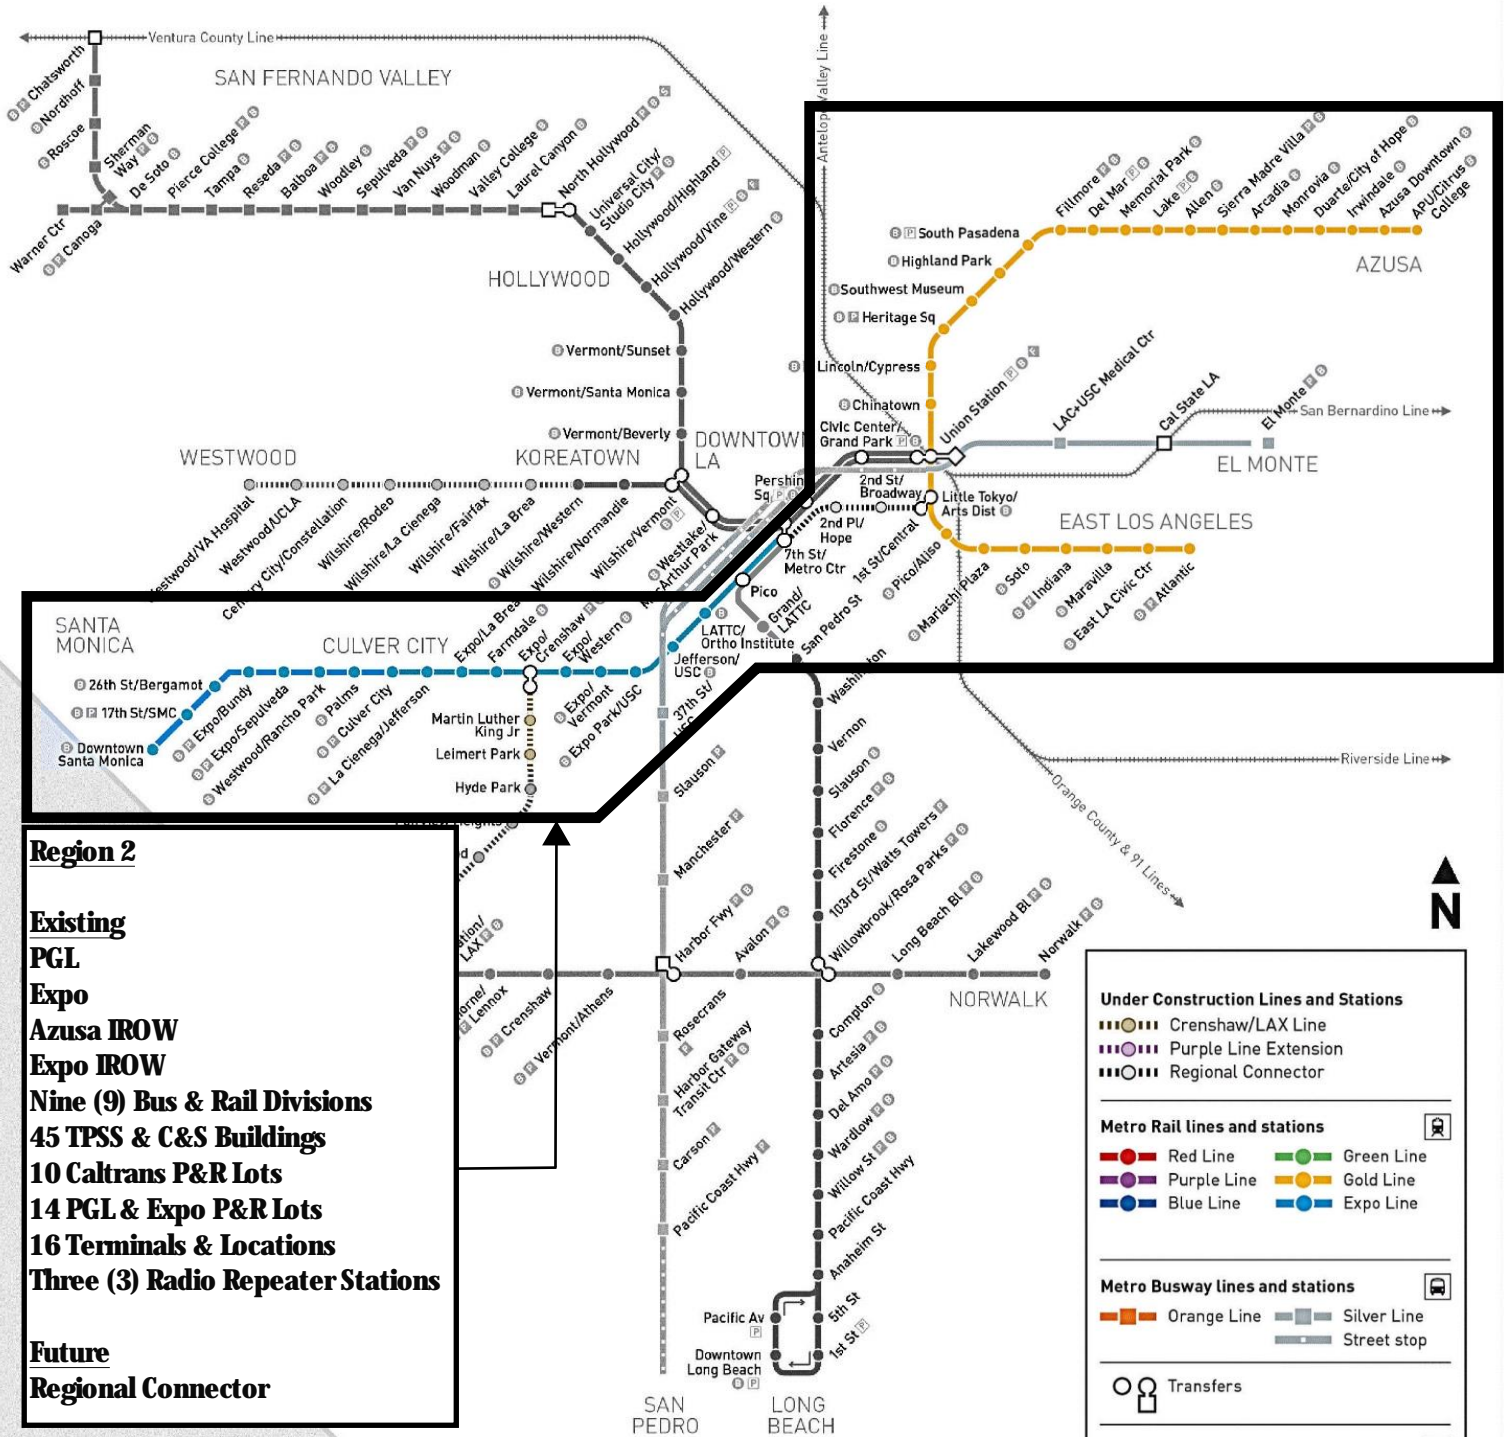 Ventura County Line
Antelope Valley Line
SAN FERNANDO VALLEY
Chatsworth
Nordhoff
Roscoe
Sherman
Way
Warner Ctr
Canoga
De Soto
Pierce College
Tampa
Reseda
Balboa
Woodley
Sepulveda
Van Nuys
Woodman
Valley College
Laurel Canyon
North Hollywood
Universal City/
Studio City
Hollywood/Highland
Hollywood/Vine
Hollywood/Western
HOLLYWOOD
Vermont/Sunset
Vermont/Santa Monica
Vermont/Beverly
WESTWOOD
KOREATOWN
DOWNTOWN
LA
Westwood/VA Hospital
Westwood/UCLA
Century City/Constellation
Wilshire/Rodeo
Wilshire/La Cienega
Wilshire/Fairfax
Wilshire/La Brea
Wilshire/Western
Wilshire/Normandie
Wilshire/Vermont
Westlake/
MacArthur Park
Pershing
Sq
Civic Center/
Grand Park
7th St/
Metro Ctr
2nd Pl/
Hope
2nd St/
Broadway
1st St/Central
Little Tokyo/
Arts Dist
Union Station
Chinatown
Lincoln/Cypress
Heritage Sq
Southwest Museum
Highland Park
South Pasadena
Fillmore
Del Mar
Memorial Park
Lake
Allen
Sierra Madre Villa
Arcadia
Monrovia
Duarte/City of Hope
Irwindale
Azusa Downtown
APU/Citrus
College
AZUSA
LAC+USC Medical Ctr
Cal State LA
El Monte
San Bernardino Line
EL MONTE
EAST LOS ANGELES
Pico/Aliso
Mariachi Plaza
Soto
Indiana
Maravilla
East LA Civic Ctr
Atlantic
Pico
Grand/
LATTC
San Pedro St
Washington
LATTC/
Ortho Institute
Jefferson/
USC
37th St/
USC
SANTA
MONICA
CULVER CITY
26th St/Bergamot
17th St/SMC
Downtown
Santa Monica
Expo/Bundy
Expo/Sepulveda
Westwood/Rancho Park
Palms
Culver City
La Cienega/Jefferson
Expo/La Brea
Farmdale
Expo/
Crenshaw
Expo/
Western
Expo/
Vermont
Expo Park/USC
Martin Luther
King Jr
Leimert Park
Hyde Park
Slauson
Manchester
Harbor Fwy
Avalon
Vernon
Slauson
Florence
Firestone
103rd St/Watts Towers
Willowbrook/Rosa Parks
Long Beach Bl
Lakewood Bl
Norwalk
NORWALK
Riverside Line
Orange County & 91 Lines
LAX
Lennox
Crenshaw
Vermont/Athens
Rosecrans
Harbor Gateway
Transit Ctr
Carson
Pacific Coast Hwy
Compton
Artesia
Del Amo
Wardlow
Willow St
Pacific Coast Hwy
Anaheim St
5th St
1st St
Pacific Av
Downtown
Long Beach
SAN
PEDRO
LONG
BEACH
N
Region 2
Existing
PGL
Expo
Azusa IROW
Expo IROW
Nine (9) Bus & Rail Divisions
45 TPSS & C&S Buildings
10 Caltrans P&R Lots
14 PGL & Expo P&R Lots
16 Terminals & Locations
Three (3) Radio Repeater Stations
Future
Regional Connector
Under Construction Lines and Stations
Crenshaw/LAX Line
Purple Line Extension
Regional Connector
Metro Rail lines and stations
Red Line
Green Line
Purple Line
Gold Line
Blue Line
Expo Line
Metro Busway lines and stations
Orange Line
Silver Line
Street stop
Transfers